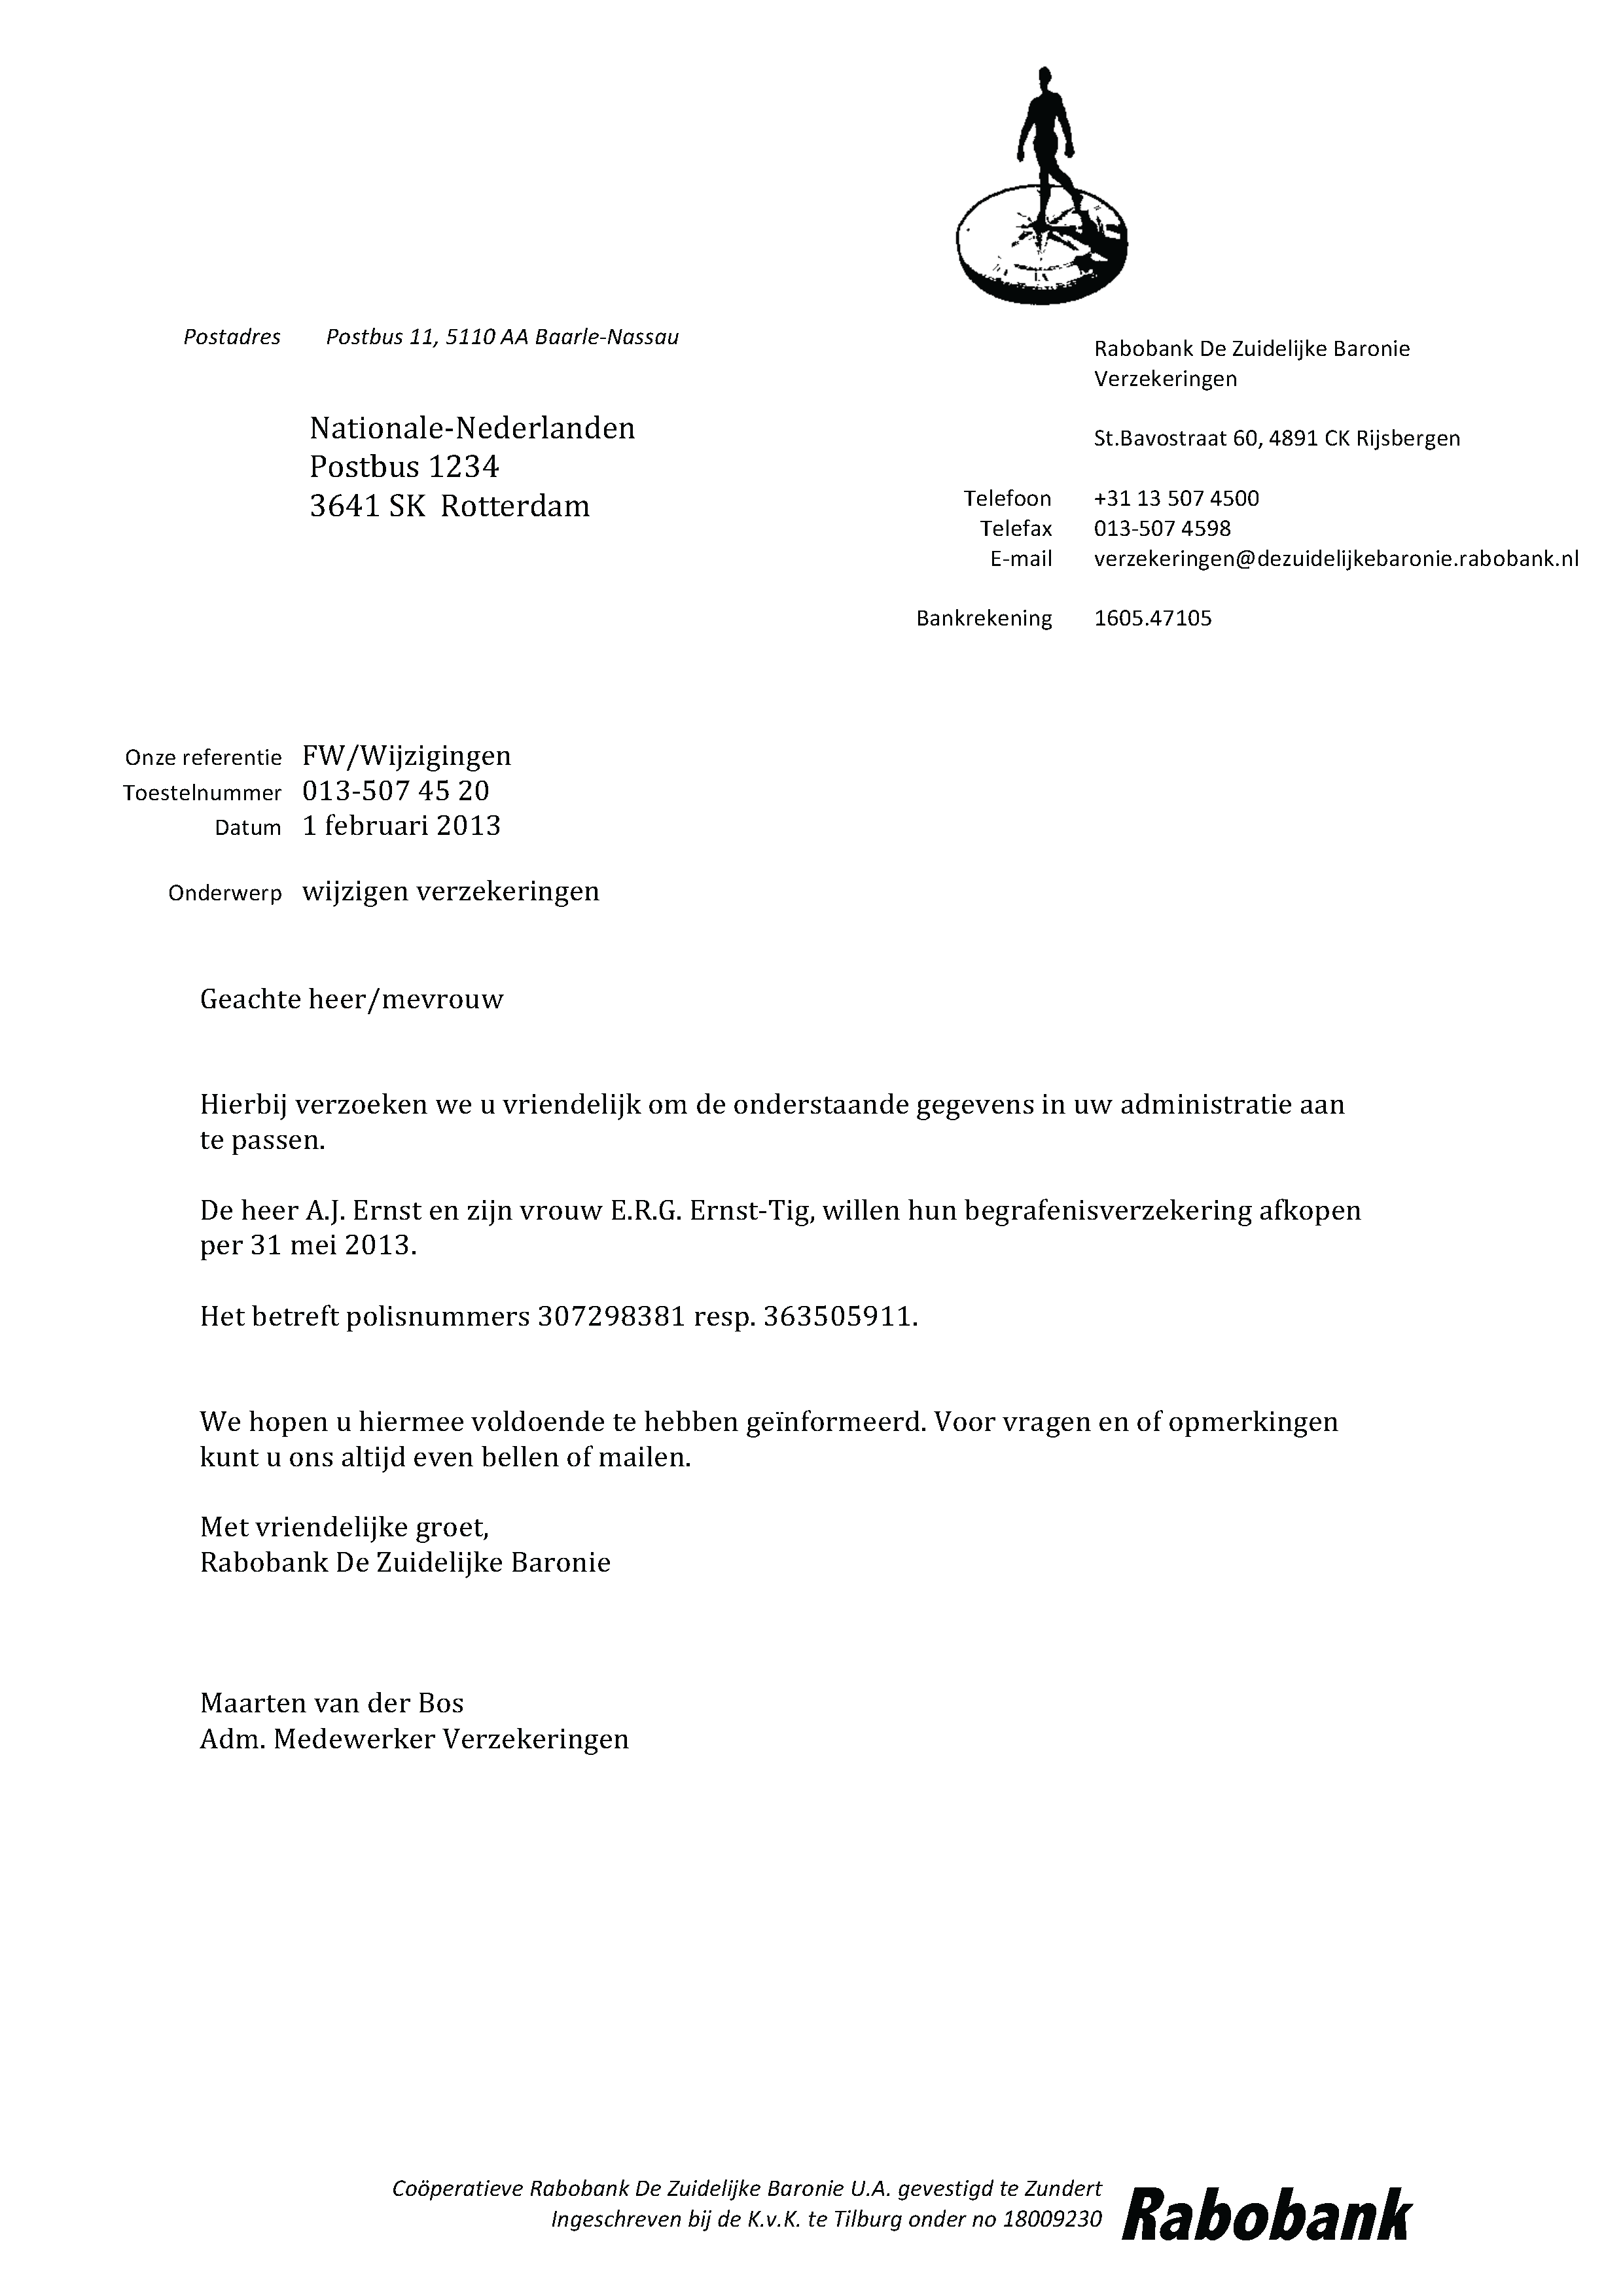 Postadres Postbus 11, 5110 AA Baarle-Nassau
Rabobank De Zuidelijke Baronie
Verzekeringen
Nationale-Nederlanden
Postbus 1234
3641 SK Rotterdam
St.Bavostraat 60, 4891 CK Rijsbergen
Telefoon +31 13 507 4500
Telefax 013-507 4598
E-mail verzekeringen@dezuidelijkebaronie.rabobank.nl
Bankrekening 1605.47105
Onze referentie FW/Wijzigingen
Toestelnummer 013-507 45 20
Datum 1 februari 2013
Onderwerp wijzigen verzekeringen
Geachte heer/mevrouw
Hierbij verzoeken we u vriendelijk om de onderstaande gegevens in uw administratie aan
te passen.
De heer A.J. Ernst en zijn vrouw E.R.G. Ernst-Tig, willen hun begrafenisverzekering afkopen
per 31 mei 2013.
Het betreft polisnummers 307298381 resp. 363505911.
We hopen u hiermee voldoende te hebben geïnformeerd. Voor vragen en of opmerkingen
kunt u ons altijd even bellen of mailen.
Met vriendelijke groet,
Rabobank De Zuidelijke Baronie
Maarten van der Bos
Adm. Medewerker Verzekeringen
Coöperatieve Rabobank De Zuidelijke Baronie U.A. gevestigd te Zundert
Ingeschreven bij de K.v.K. te Tilburg onder no 18009230
Rabobank